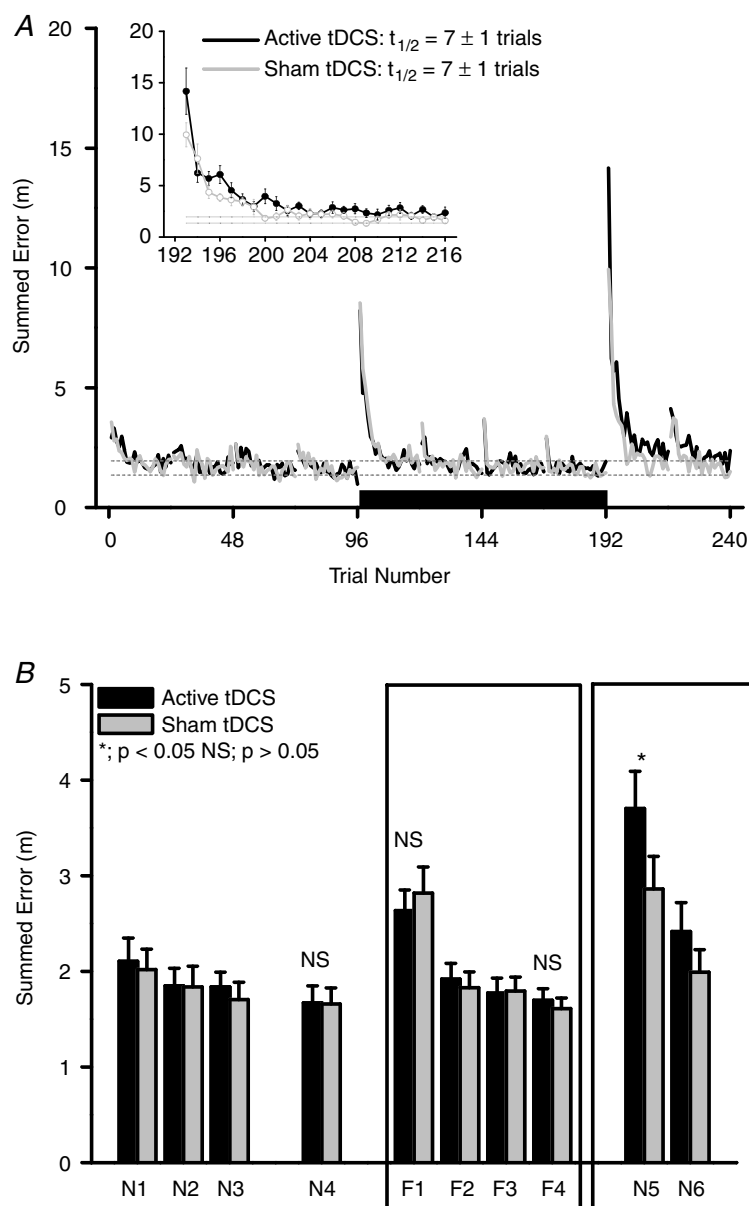 A
20
15
10
5
0
Summed Error (m)
20
15
10
5
0
192 196 200 204 208 212 216
Active tDCS: t1/2 = 7 ± 1 trials
Sham tDCS: t1/2 = 7 ± 1 trials
0 48 96 144 192 240
Trial Number
B
5
4
3
2
1
0
Summed Error (m)
Active tDCS
Sham tDCS
*; p < 0.05 NS; p > 0.05
NS
NS
NS
*
N1 N2 N3 N4 F1 F2 F3 F4 N5 N6